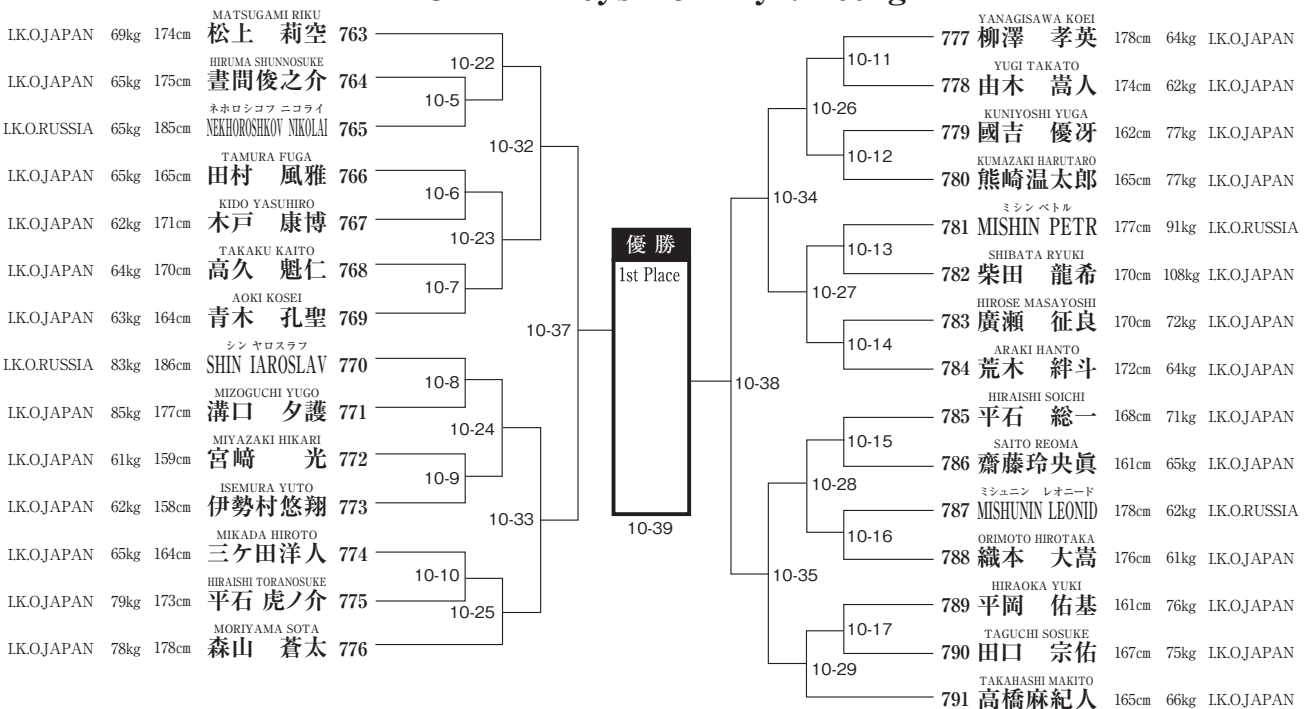 MATSUGAMI RIKU
I.K.O.JAPAN 69kg 174cm 松上 莉空 763
HIRUMA SHUNNOSUKE
I.K.O.JAPAN 65kg 175cm 晝間俊之介 764
ネホロシコフ ニコライ
I.K.O.RUSSIA 65kg 185cm NEKHOROSHKOV NIKOLAI 765
TAMURA FUGA
I.K.O.JAPAN 65kg 165cm 田村 風雅 766
KIDO YASUHIRO
I.K.O.JAPAN 62kg 171cm 木戸 康博 767
TAKAKU KAITO
I.K.O.JAPAN 64kg 170cm 高久 魁仁 768
AOKI KOSEI
I.K.O.JAPAN 63kg 164cm 青木 孔聖 769
シン ヤロスラフ
I.K.O.RUSSIA 83kg 186cm SHIN IAROSLAV 770
MIZOGUCHI YUGO
I.K.O.JAPAN 85kg 177cm 溝口 夕護 771
MIYAZAKI HIKARI
I.K.O.JAPAN 61kg 159cm 宮﨑 光 772
ISEMURA YUTO
I.K.O.JAPAN 62kg 158cm 伊勢村悠翔 773
MIKADA HIROTO
I.K.O.JAPAN 65kg 164cm 三ケ田洋人 774
HIRAISHI TORANOSUKE
I.K.O.JAPAN 79kg 173cm 平石 虎ノ介 775
MORIYAMA SOTA
I.K.O.JAPAN 78kg 178cm 森山 蒼太 776
10-22
10-5
10-32
10-6
10-23
10-7
10-37
10-8
10-24
10-9
10-33
10-10
10-25
優勝
1st Place
10-39
10-11
10-26
10-12
10-34
10-13
10-27
10-14
10-38
10-15
10-28
10-16
10-35
10-17
10-29
YANAGISAWA KOEI
777 柳澤 孝英 178cm 64kg I.K.O.JAPAN
YUGI TAKATO
778 由木 嵩人 174cm 62kg I.K.O.JAPAN
KUNIYOSHI YUGA
779 國吉 優冴 162cm 77kg I.K.O.JAPAN
KUMAZAKI HARUTARO
780 熊崎温太郎 165cm 77kg I.K.O.JAPAN
ミシン ペトル
781 MISHIN PETR 177cm 91kg I.K.O.RUSSIA
SHIBATA RYUKI
782 柴田 龍希 170cm 108kg I.K.O.JAPAN
HIROSE MASAYOSHI
783 廣瀬 征良 170cm 72kg I.K.O.JAPAN
ARAKI HANTO
784 荒木 絆斗 172cm 64kg I.K.O.JAPAN
HIRAISHI SOICHI
785 平石 総一 168cm 71kg I.K.O.JAPAN
SAITO REOMA
786 齋藤玲央眞 161cm 65kg I.K.O.JAPAN
ミシュニン レオニード
787 MISHUNIN LEONID 178cm 62kg I.K.O.RUSSIA
ORIMOTO HIROTAKA
788 織本 大嵩 176cm 61kg I.K.O.JAPAN
HIRAOKA YUKI
789 平岡 佑基 161cm 76kg I.K.O.JAPAN
TAGUCHI SOSUKE
790 田口 宗佑 167cm 75kg I.K.O.JAPAN
TAKAHASHI MAKITO
791 高橋麻紀人 165cm 66kg I.K.O.JAPAN